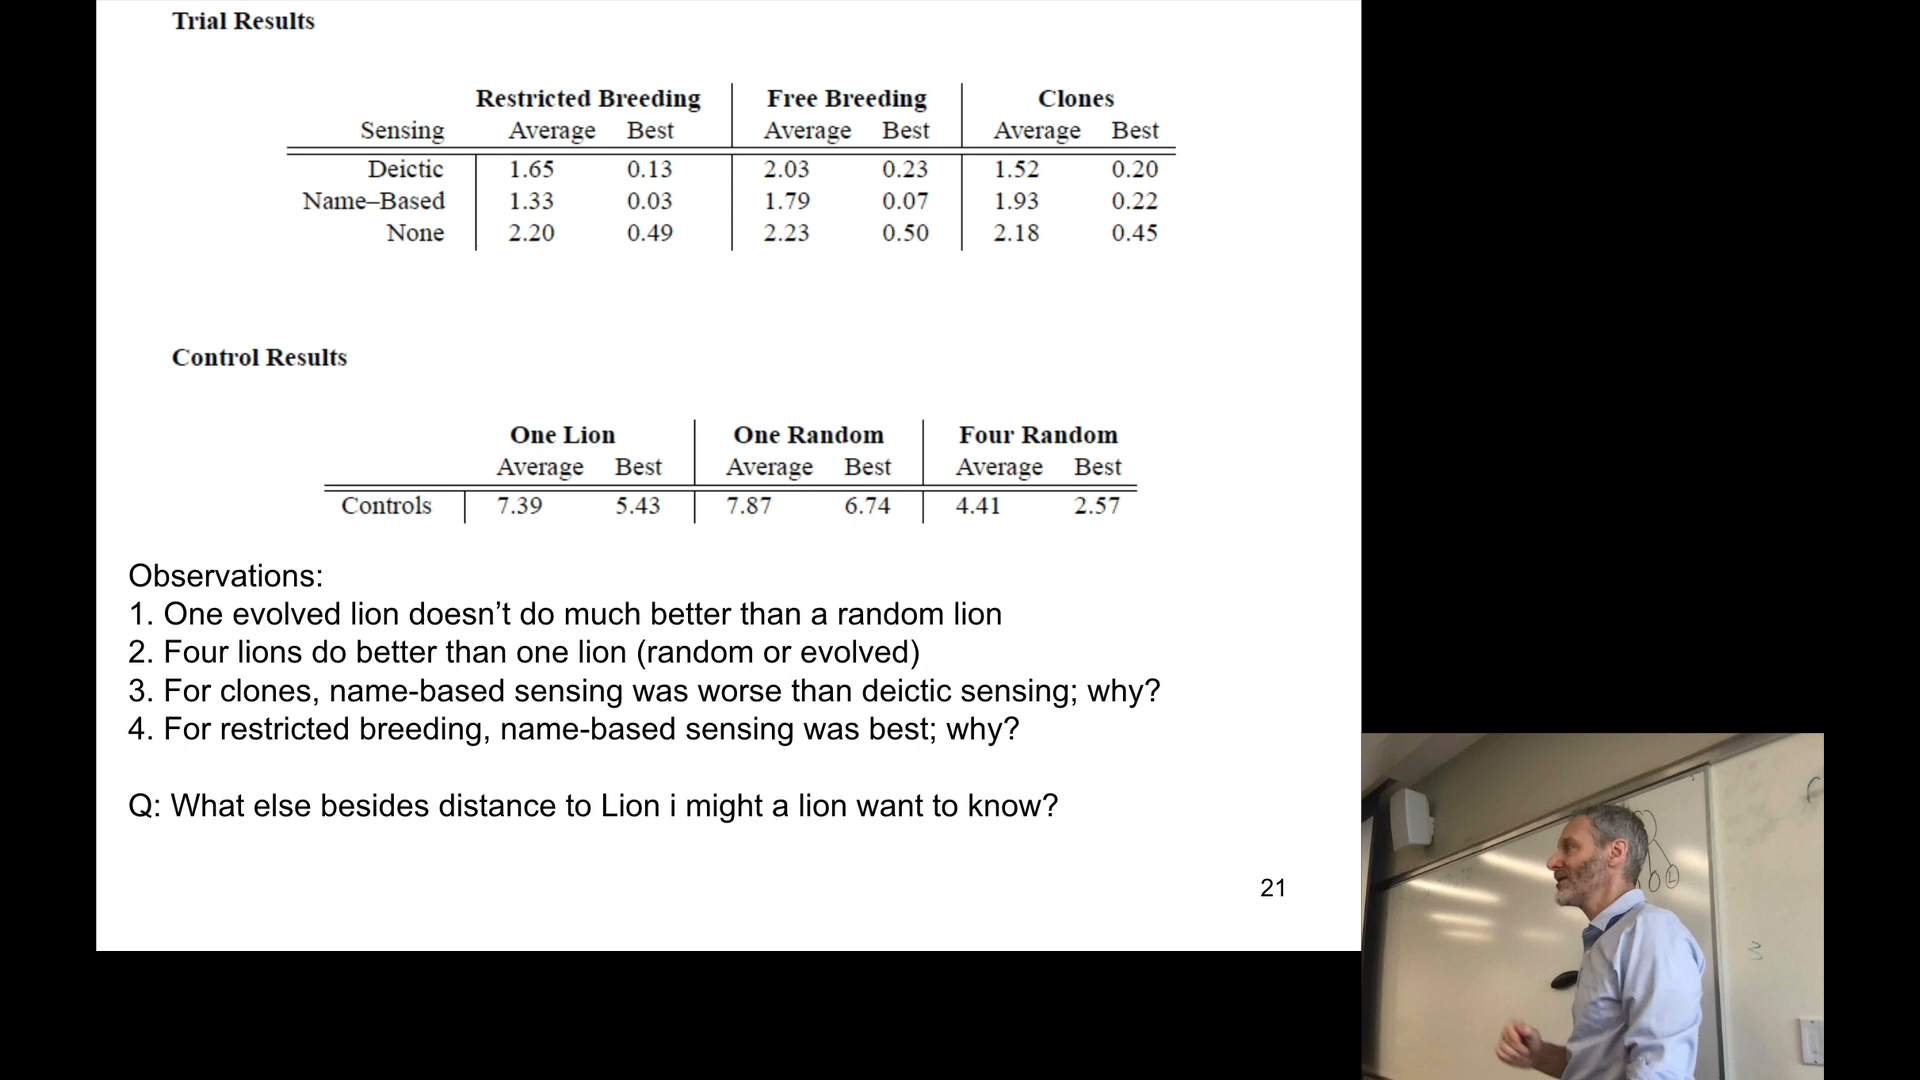 Trial Results
Restricted Breeding Free Breeding Clones
Sensing Average Best Average Best Average Best
Deictic 1.65 0.13 2.03 0.23 1.52 0.20
Name–Based 1.33 0.03 1.79 0.07 1.93 0.22
None 2.20 0.49 2.23 0.50 2.18 0.45
Control Results
One Lion One Random Four Random
Average Best Average Best Average Best
Controls 7.39 5.43 7.87 6.74 4.41 2.57
Observations:
1. One evolved lion doesn’t do much better than a random lion
2. Four lions do better than one lion (random or evolved)
3. For clones, name-based sensing was worse than deictic sensing; why?
4. For restricted breeding, name-based sensing was best; why?
Q: What else besides distance to Lion i might a lion want to know?
21